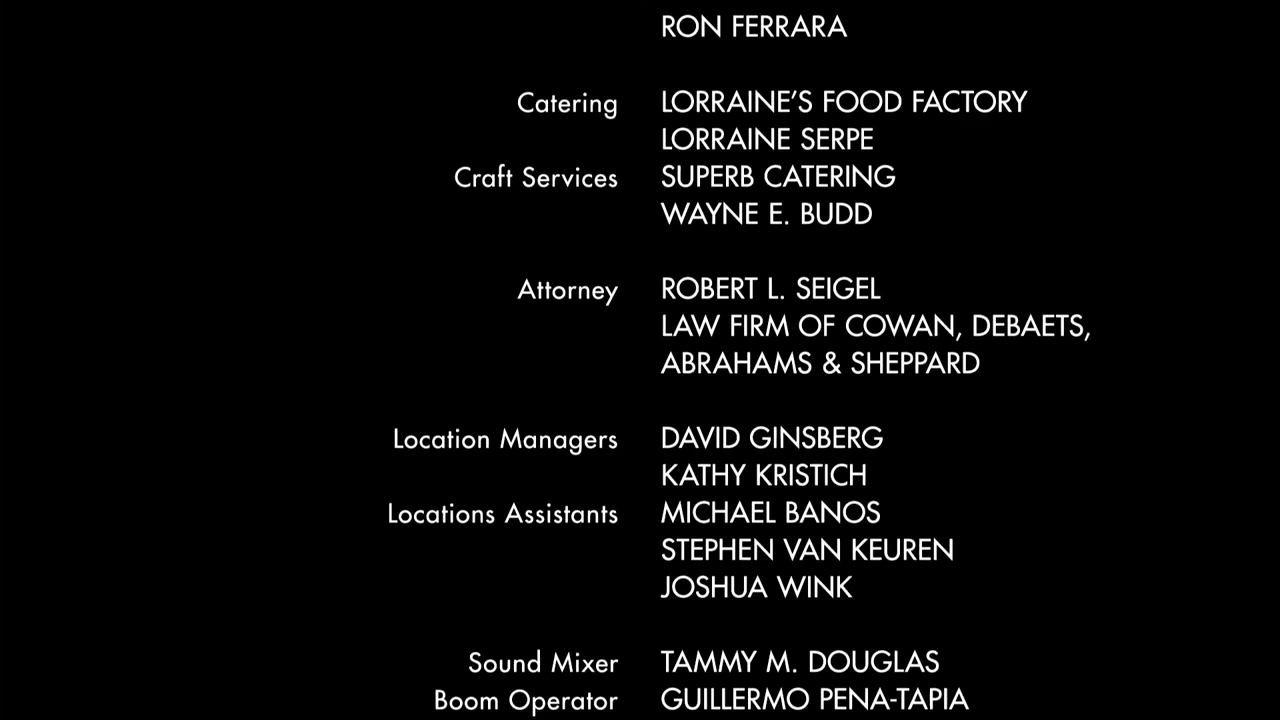 RON FERRARA
Catering LORRAINE'S FOOD FACTORY
LORRAINE SERPE
Craft Services SUPERB CATERING
WAYNE E. BUDD
Attorney ROBERT L. SEIGEL
LAW FIRM OF COWAN, DEBAETS,
ABRAHAMS & SHEPPARD
Location Managers DAVID GINSBERG
KATHY KRISTICH
Locations Assistants MICHAEL BANOS
STEPHEN VAN KEUREN
JOSHUA WINK
Sound Mixer TAMMY M. DOUGLAS
Boom Operator GUILLERMO PENA-TAPIA